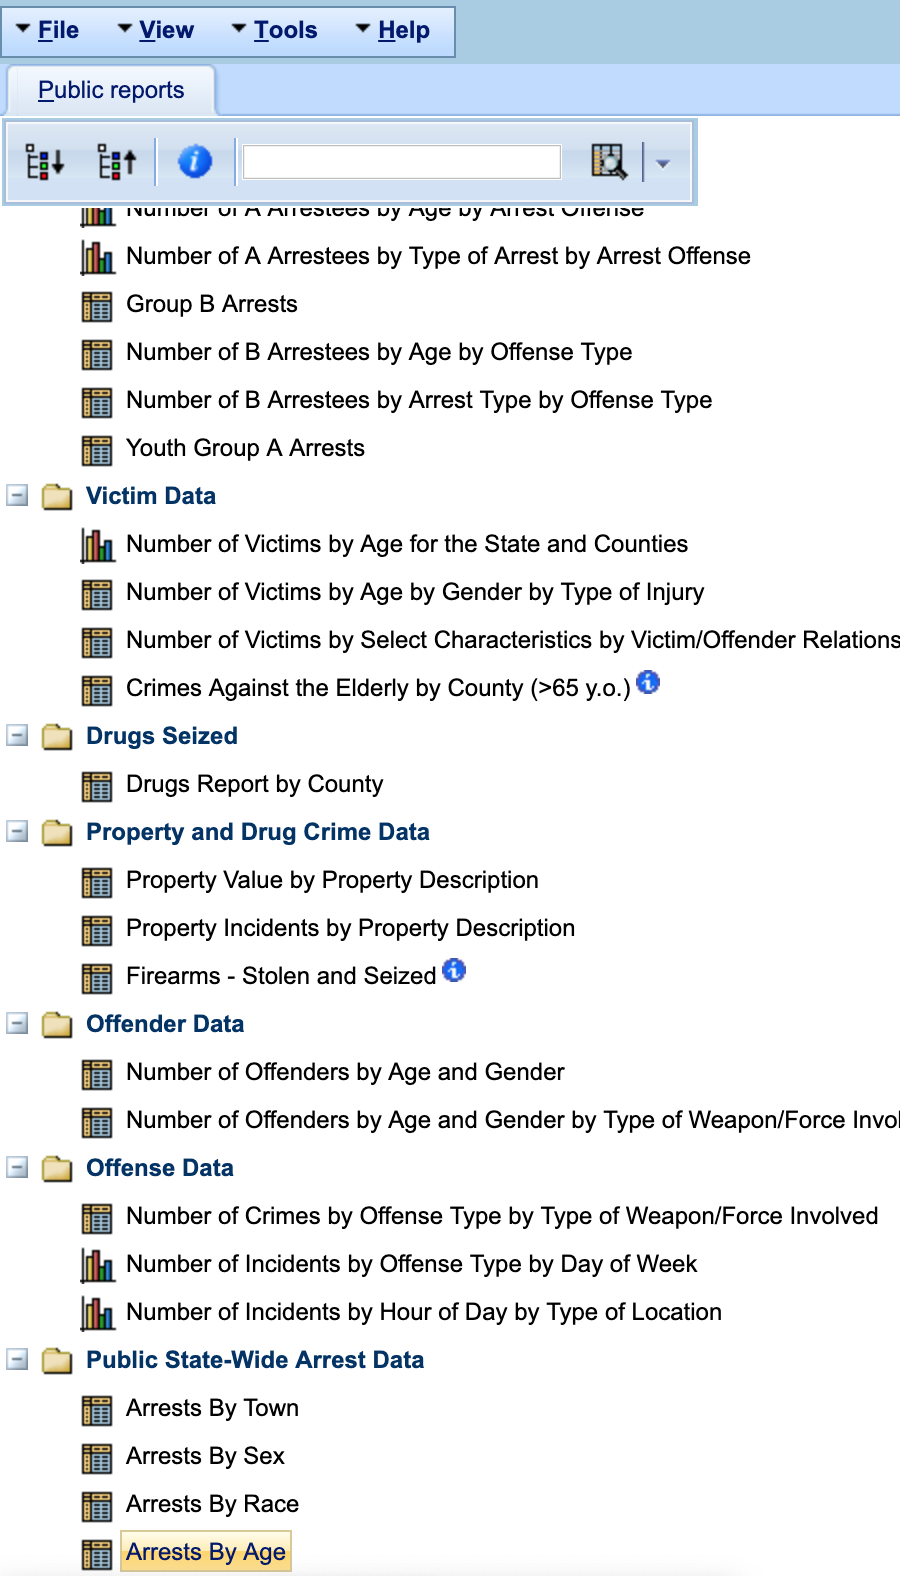 File View Tools Help
Public reports
Number of A Arrestees by Age by Arrest Offense
Number of A Arrestees by Type of Arrest by Arrest Offense
Group B Arrests
Number of B Arrestees by Age by Offense Type
Number of B Arrestees by Arrest Type by Offense Type
Youth Group A Arrests
Victim Data
Number of Victims by Age for the State and Counties
Number of Victims by Age by Gender by Type of Injury
Number of Victims by Select Characteristics by Victim/Offender Relations
Crimes Against the Elderly by County (>65 y.o.)
Drugs Seized
Drugs Report by County
Property and Drug Crime Data
Property Value by Property Description
Property Incidents by Property Description
Firearms - Stolen and Seized
Offender Data
Number of Offenders by Age and Gender
Number of Offenders by Age and Gender by Type of Weapon/Force Invol
Offense Data
Number of Crimes by Offense Type by Type of Weapon/Force Involved
Number of Incidents by Offense Type by Day of Week
Number of Incidents by Hour of Day by Type of Location
Public State-Wide Arrest Data
Arrests By Town
Arrests By Sex
Arrests By Race
Arrests By Age